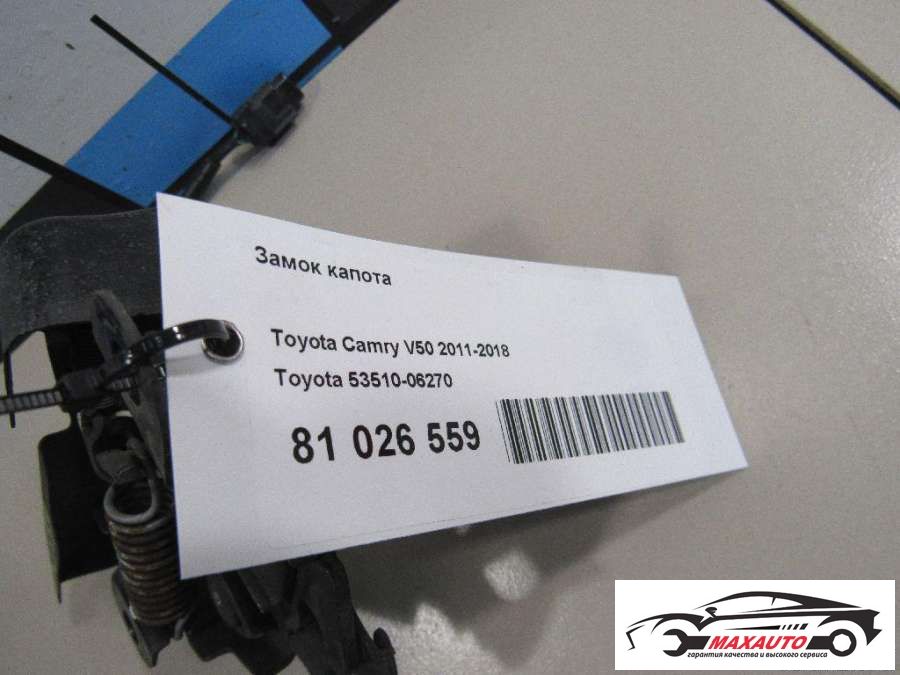 Замок капота
Toyota Camry V50 2011-2018
Toyota 53510-06270
81 026 559
MAXAUTO
гарантия качества и высокого сервиса